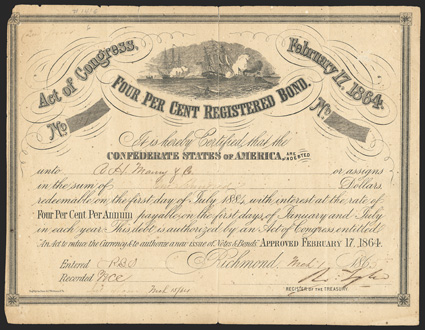 Act of Congress,
February 17, 1864.
FOUR PER CENT REGISTERED BOND.
No
No
It is hereby Certified that the
CONFEDERATE STATES OF AMERICA, ARE INDEBTED
unto R. H. Maury & Co. or assigns
in the sum of Dollars
redeemable on the first day of July 1884, with interest at the rate of
Four Per Cent Per Annum payable on the first days of January and July
in each year. This debt is authorized by an Act of Congress entitled
An Act to reduce the Currency & to authorize a new issue of Notes & Bonds APPROVED FEBRUARY 17, 1864.
Entered
Recorded
Richmond, 186
REGISTER OF THE TREASURY